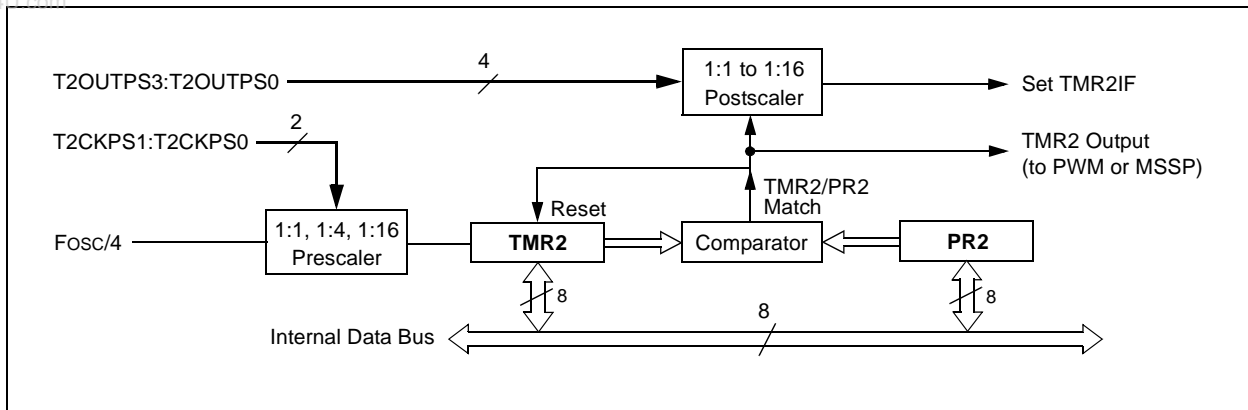 T2OUTPS3:T2OUTPS0
4
1:1 to 1:16
Postscaler
Set TMR2IF
T2CKPS1:T2CKPS0
2
TMR2 Output
(to PWM or MSSP)
TMR2/PR2
Match
Reset
FOSC/4
1:1, 1:4, 1:16
Prescaler
TMR2
Comparator
PR2
8
8
Internal Data Bus
8